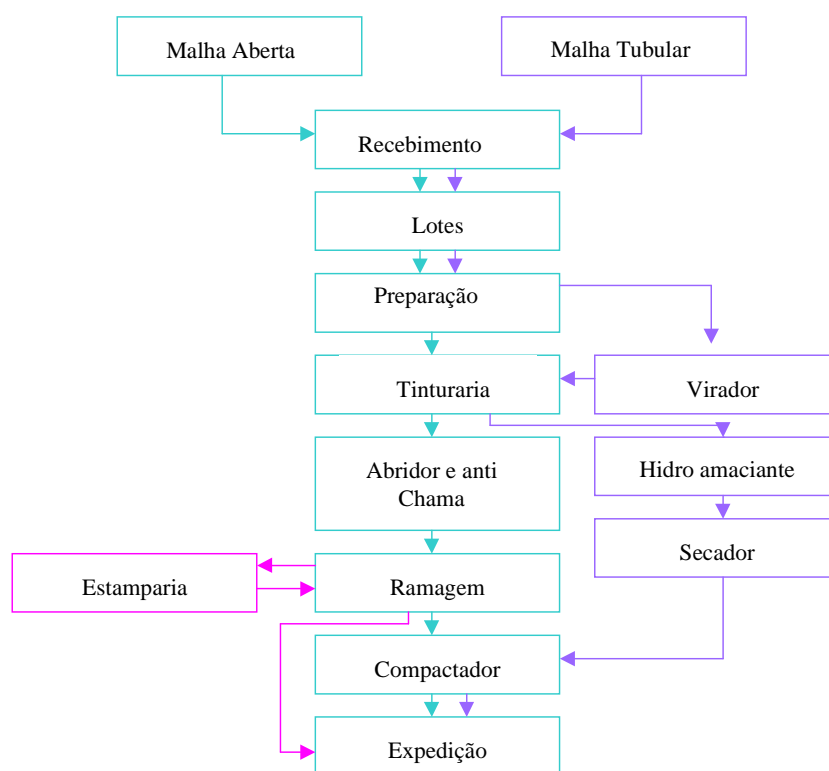 Malha Aberta
Malha Tubular
Recebimento
Lotes
Preparação
Tinturaria
Virador
Abridor e anti
Chama
Hidro amaciante
Secador
Estamparia
Ramagem
Compactador
Expedição